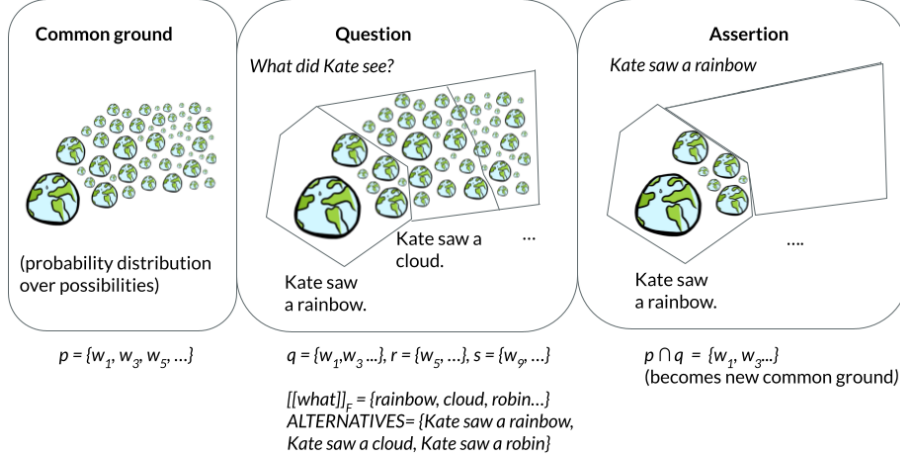 Common ground
(probability distribution
over possibilities)
p = {w₁, w₃, w₅, ...}
Question
What did Kate see?
Kate saw a
cloud.
...
Kate saw
a rainbow.
q = {w₁,w₃ ...}, r = {w₅, ...}, s = {w₉, ...}
[[what]]F = {rainbow, cloud, robin...}
ALTERNATIVES= {Kate saw a rainbow,
Kate saw a cloud, Kate saw a robin}
Assertion
Kate saw a rainbow
....
Kate saw
a rainbow.
p ⋂ q = {w₁, w₃...}
(becomes new common ground)